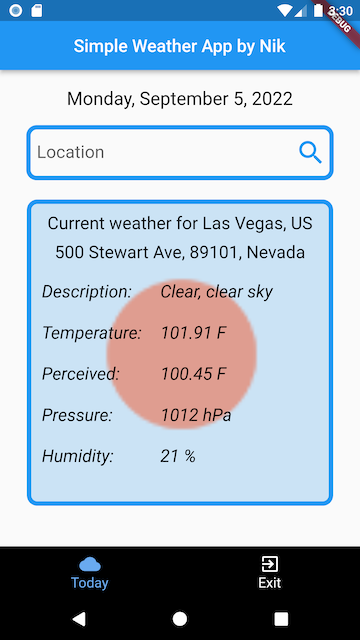 3:30
DEBUG
Simple Weather App by Nik
Monday, September 5, 2022
Location
Current weather for Las Vegas, US
500 Stewart Ave, 89101, Nevada
Description: Clear, clear sky
Temperature: 101.91 F
Perceived: 100.45 F
Pressure: 1012 hPa
Humidity: 21 %
Today Exit